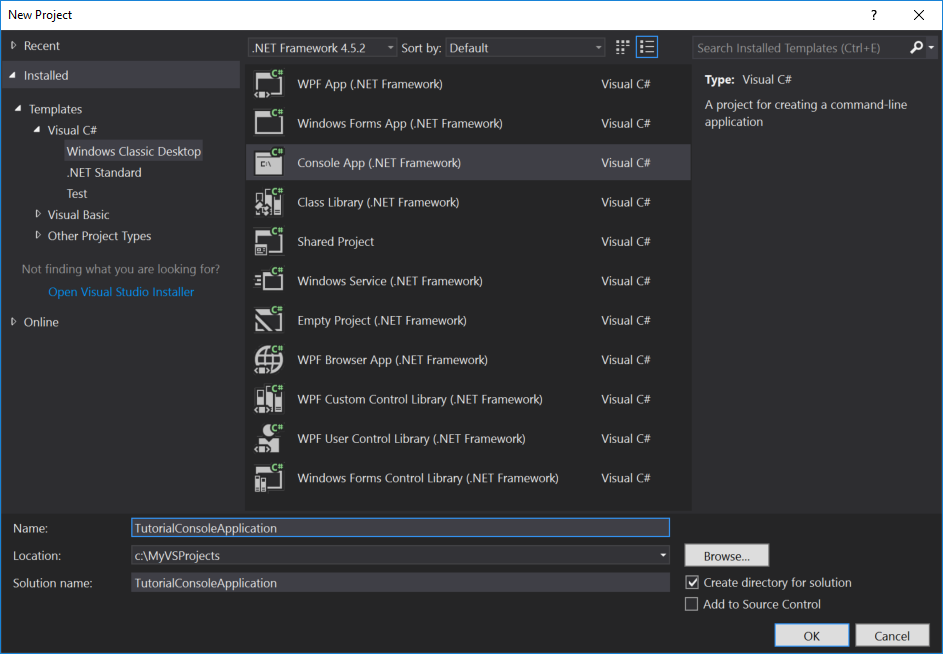 New Project
?
Recent
.NET Framework 4.5.2
Sort by:
Default
Search Installed Templates (Ctrl+E)
Installed
Templates
Visual C#
Windows Classic Desktop
.NET Standard
Test
Visual Basic
Other Project Types
Not finding what you are looking for?
Open Visual Studio Installer
Online
C# WPF App (.NET Framework) Visual C#
C# Windows Forms App (.NET Framework) Visual C#
C# C:\ Console App (.NET Framework) Visual C#
C# Class Library (.NET Framework) Visual C#
C# Shared Project Visual C#
C# Windows Service (.NET Framework) Visual C#
C# Empty Project (.NET Framework) Visual C#
C# WPF Browser App (.NET Framework) Visual C#
C# WPF Custom Control Library (.NET Framework) Visual C#
C# WPF User Control Library (.NET Framework) Visual C#
C# Windows Forms Control Library (.NET Framework) Visual C#
Type: Visual C#
A project for creating a command-line
application
Name: TutorialConsoleApplication
Location: c:\MyVSProjects
Browse...
Solution name: TutorialConsoleApplication
Create directory for solution
Add to Source Control
OK
Cancel